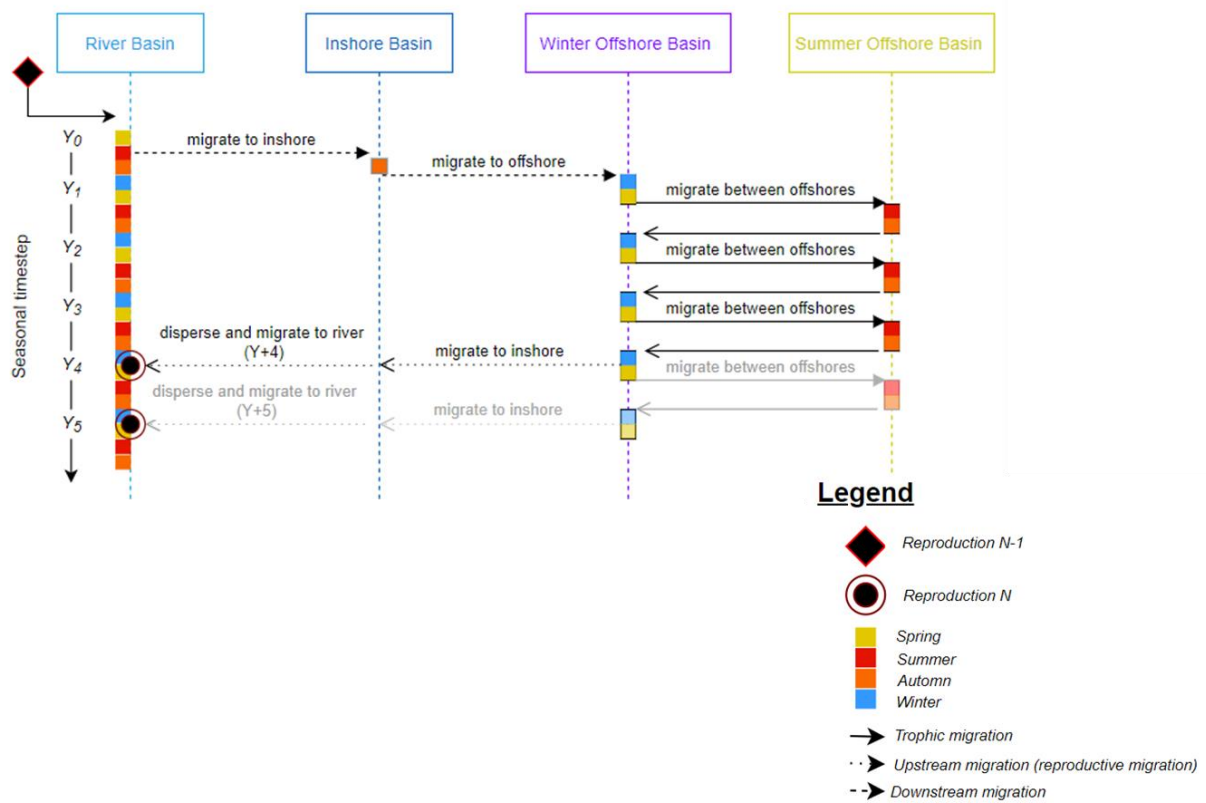 River Basin
Inshore Basin
Winter Offshore Basin
Summer Offshore Basin
Seasonal timestep
Y0
Y1
Y2
Y3
Y4
Y5
migrate to inshore
migrate to offshore
migrate between offshores
migrate between offshores
migrate between offshores
disperse and migrate to river
(Y+4)
migrate to inshore
migrate between offshores
disperse and migrate to river
(Y+5)
migrate to inshore
Legend
Reproduction N-1
Reproduction N
Spring
Summer
Automn
Winter
Trophic migration
Upstream migration (reproductive migration)
Downstream migration